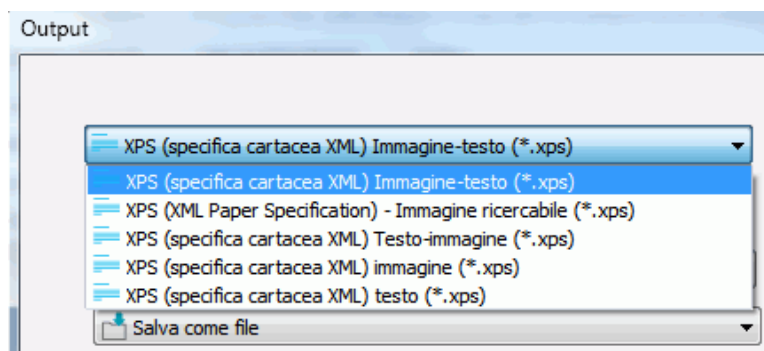 Output
XPS (specifica cartacea XML) Immagine-testo (*.xps)
XPS (specifica cartacea XML) Immagine-testo (*.xps)
XPS (XML Paper Specification) - Immagine ricercabile (*.xps)
XPS (specifica cartacea XML) Testo-immagine (*.xps)
XPS (specifica cartacea XML) immagine (*.xps)
XPS (specifica cartacea XML) testo (*.xps)
Salva come file